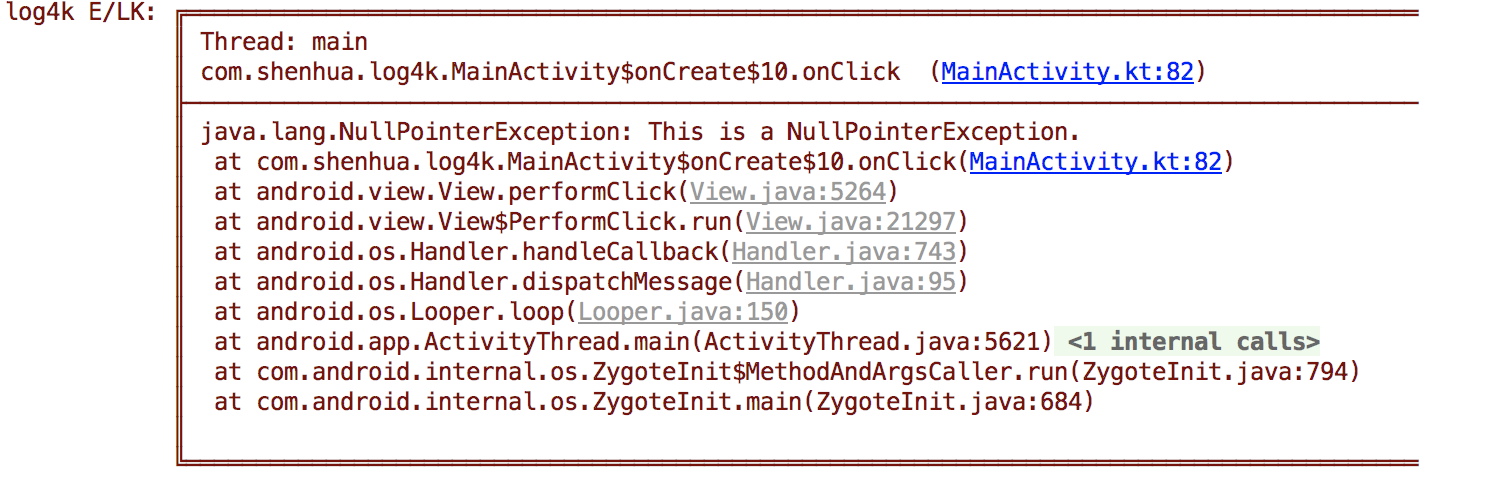 log4k E/LK:
Thread: main
com.shenhua.log4k.MainActivity$onCreate$10.onClick  (MainActivity.kt:82)
java.lang.NullPointerException: This is a NullPointerException.
at com.shenhua.log4k.MainActivity$onCreate$10.onClick(MainActivity.kt:82)
at android.view.View.performClick(View.java:5264)
at android.view.View$PerformClick.run(View.java:21297)
at android.os.Handler.handleCallback(Handler.java:743)
at android.os.Handler.dispatchMessage(Handler.java:95)
at android.os.Looper.loop(Looper.java:150)
at android.app.ActivityThread.main(ActivityThread.java:5621) <1 internal calls>
at com.android.internal.os.ZygoteInit$MethodAndArgsCaller.run(ZygoteInit.java:794)
at com.android.internal.os.ZygoteInit.main(ZygoteInit.java:684)